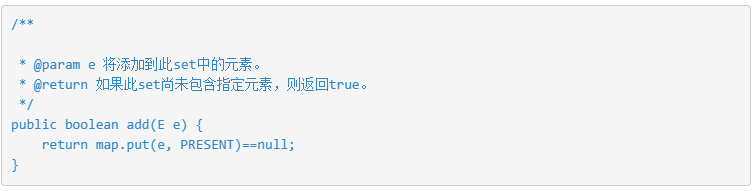 /**
 * @param e 将添加到此set中的元素。
 * @return 如果此set尚未包含指定元素，则返回true。
 */
public boolean add(E e) {
    return map.put(e, PRESENT)==null;
}